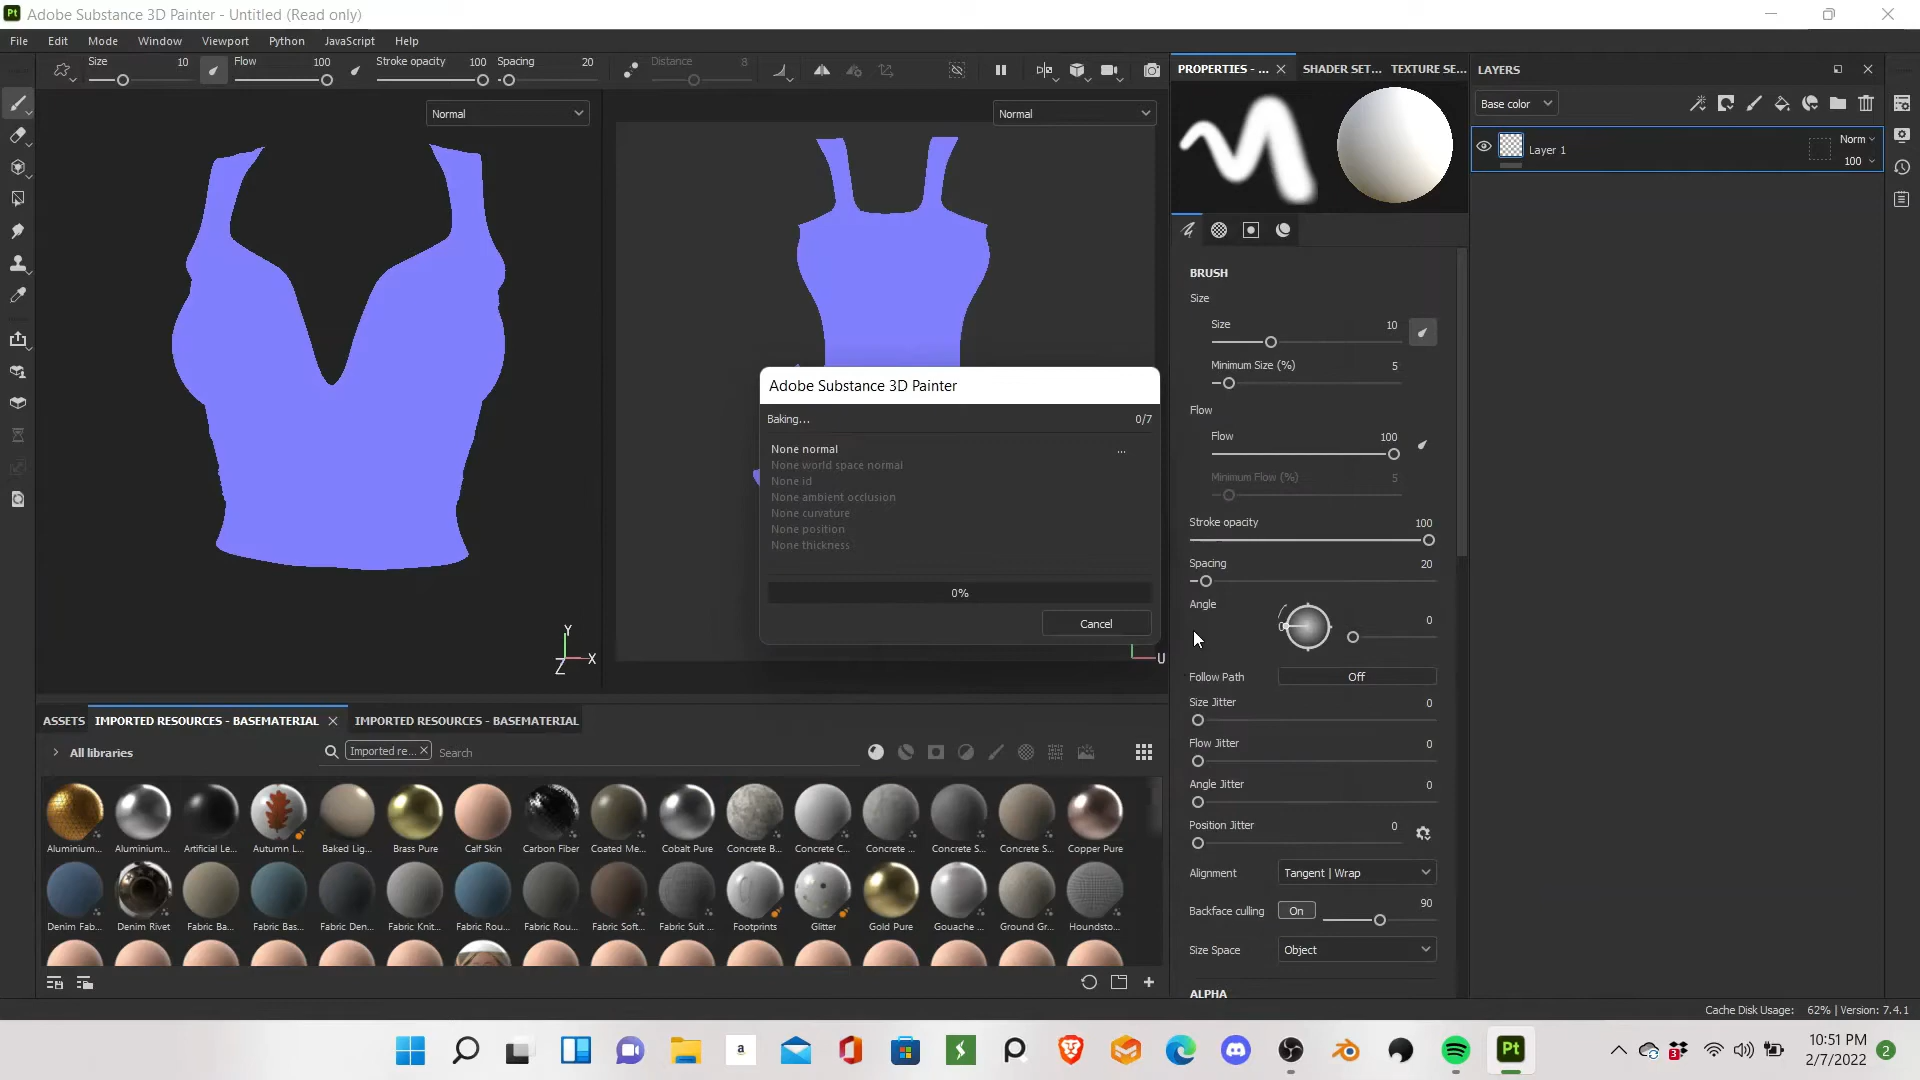 Pt Adobe Substance 3D Painter - Untitled (Read only)
File Edit Mode Window Viewport Python JavaScript Help
Size 10 Flow 100 Stroke opacity 100 Spacing 20 Distance 8
Normal
Normal
PROPERTIES - ... SHADER SET... TEXTURE SE...
LAYERS
Base color
Layer 1
Norm
100
BRUSH
Size
Size 10
Minimum Size (%) 5
Flow
Flow 100
Minimum Flow (%) 5
Stroke opacity 100
Spacing 20
Angle 0
0
Follow Path Off
Size Jitter 0
Flow Jitter 0
Angle Jitter 0
Position Jitter 0
Alignment Tangent | Wrap
Backface culling On 90
Size Space Object
ALPHA
Adobe Substance 3D Painter
Baking... 0/7
None normal ...
None world space normal
None id
None ambient occlusion
None curvature
None position
None thickness
0%
Cancel
Y
X
Z
U
ASSETS IMPORTED RESOURCES - BASEMATERIAL IMPORTED RESOURCES - BASEMATERIAL
All libraries Imported re... Search
Aluminium... Aluminium... Artificial Le... Autumn L... Baked Lig... Brass Pure Calf Skin Carbon Fiber Coated Me... Cobalt Pure Concrete B... Concrete C... Concrete ... Concrete S... Concrete S... Copper Pure
Denim Fab... Denim Rivet Fabric Ba... Fabric Bas... Fabric Den... Fabric Knit... Fabric Rou... Fabric Rou... Fabric Soft... Fabric Suit ... Footprints Glitter Gold Pure Gouache ... Ground Gr... Houndsto...
Cache Disk Usage: 62% | Version: 7.4.1
a
Pt
3
10:51 PM
2/7/2022
2